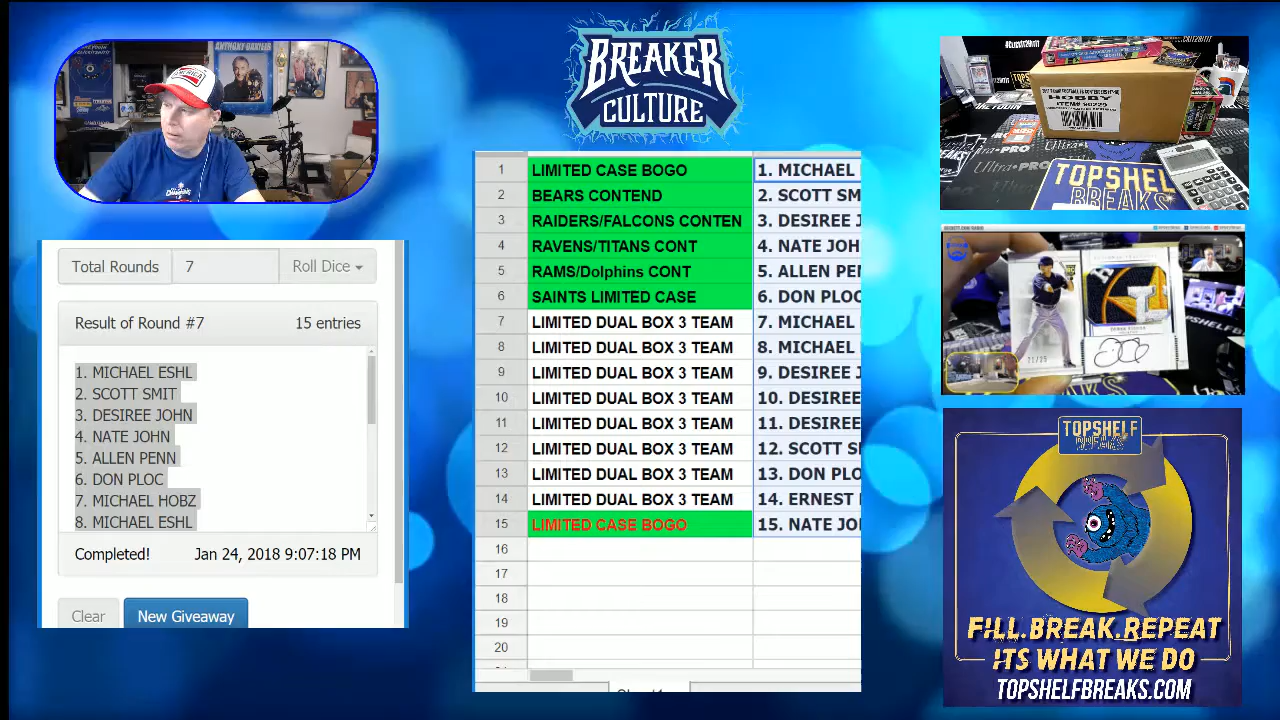 BREAKER
CULTURE
Total Rounds 7 Roll Dice
Result of Round #7 15 entries
1. MICHAEL ESHL
2. SCOTT SMIT
3. DESIREE JOHN
4. NATE JOHN
5. ALLEN PENN
6. DON PLOC
7. MICHAEL HOBZ
8. MICHAEL ESHL
Completed! Jan 24, 2018 9:07:18 PM
Clear New Giveaway
1 LIMITED CASE BOGO 1. MICHAEL
2 BEARS CONTEND 2. SCOTT SM
3 RAIDERS/FALCONS CONTEN 3. DESIREE J
4 RAVENS/TITANS CONT 4. NATE JOH
5 RAMS/Dolphins CONT 5. ALLEN PEN
6 SAINTS LIMITED CASE 6. DON PLOC
7 LIMITED DUAL BOX 3 TEAM 7. MICHAEL
8 LIMITED DUAL BOX 3 TEAM 8. MICHAEL
9 LIMITED DUAL BOX 3 TEAM 9. DESIREE J
10 LIMITED DUAL BOX 3 TEAM 10. DESIREE
11 LIMITED DUAL BOX 3 TEAM 11. DESIREE
12 LIMITED DUAL BOX 3 TEAM 12. SCOTT S
13 LIMITED DUAL BOX 3 TEAM 13. DON PL
14 LIMITED DUAL BOX 3 TEAM 14. ERNEST
15 LIMITED CASE BOGO 15. NATE JO
16
17
18
19
20
HOBBY
Ultra PRO
TOPSHEL
BREAKS
TOPSHELF
BREAKS
FILL.BREAK.REPEAT
ITS WHAT WE DO
TOPSHELFBREAKS.COM